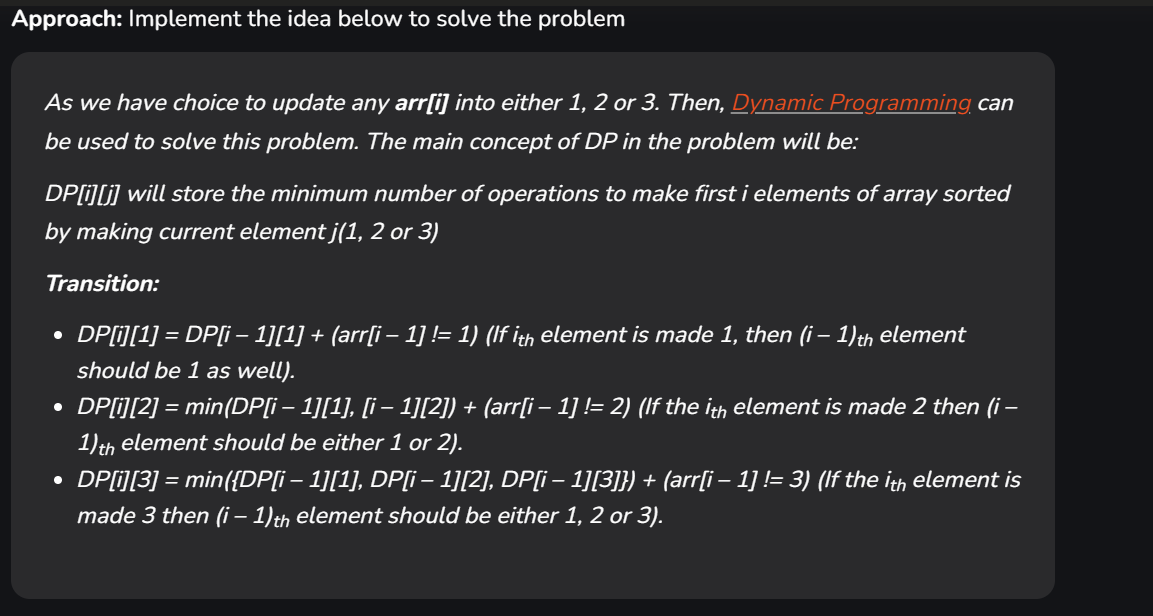 Approach: Implement the idea below to solve the problem
As we have choice to update any arr[i] into either 1, 2 or 3. Then, Dynamic Programming can
be used to solve this problem. The main concept of DP in the problem will be:
DP[i][j] will store the minimum number of operations to make first i elements of array sorted
by making current element j(1, 2 or 3)
Transition:
• DP[i][1] = DP[i – 1][1] + (arr[i – 1] != 1) (If ith element is made 1, then (i – 1)th element
should be 1 as well).
• DP[i][2] = min(DP[i – 1][1], [i – 1][2]) + (arr[i – 1] != 2) (If the ith element is made 2 then (i –
1)th element should be either 1 or 2).
• DP[i][3] = min({DP[i – 1][1], DP[i – 1][2], DP[i – 1][3]}) + (arr[i – 1] != 3) (If the ith element is
made 3 then (i – 1)th element should be either 1, 2 or 3).